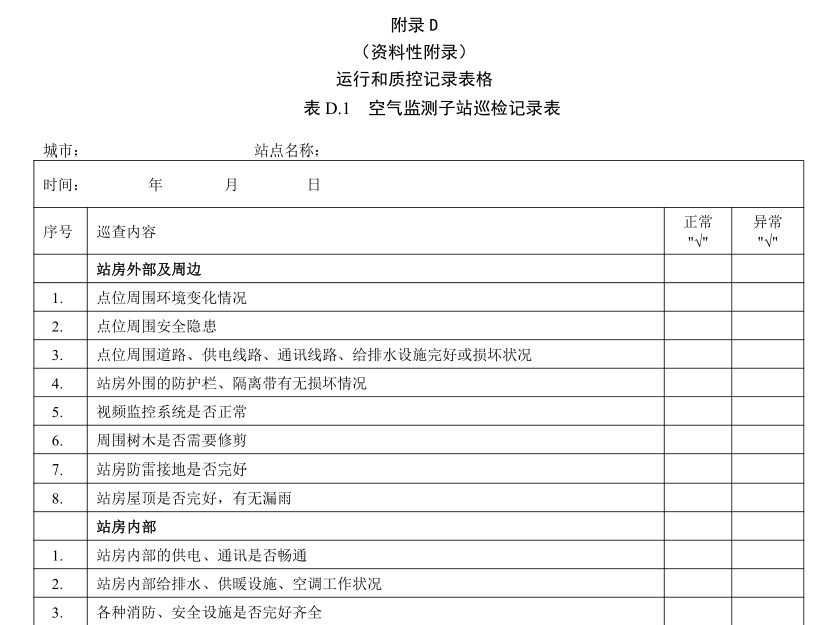 附录 D
（资料性附录）
运行和质控记录表格
表 D.1 空气监测子站巡检记录表
城市： 站点名称：
时间： 年 月 日
序号 巡查内容 正常 "√" 异常 "√"
站房外部及周边
1. 点位周围环境变化情况
2. 点位周围安全隐患
3. 点位周围道路、供电线路、通讯线路、给排水设施完好或损坏状况
4. 站房外围的防护栏、隔离带有无损坏情况
5. 视频监控系统是否正常
6. 周围树木是否需要修剪
7. 站房防雷接地是否完好
8. 站房屋顶是否完好，有无漏雨
站房内部
1. 站房内部的供电、通讯是否畅通
2. 站房内部给排水、供暖设施、空调工作状况
3. 各种消防、安全设施是否完好齐全